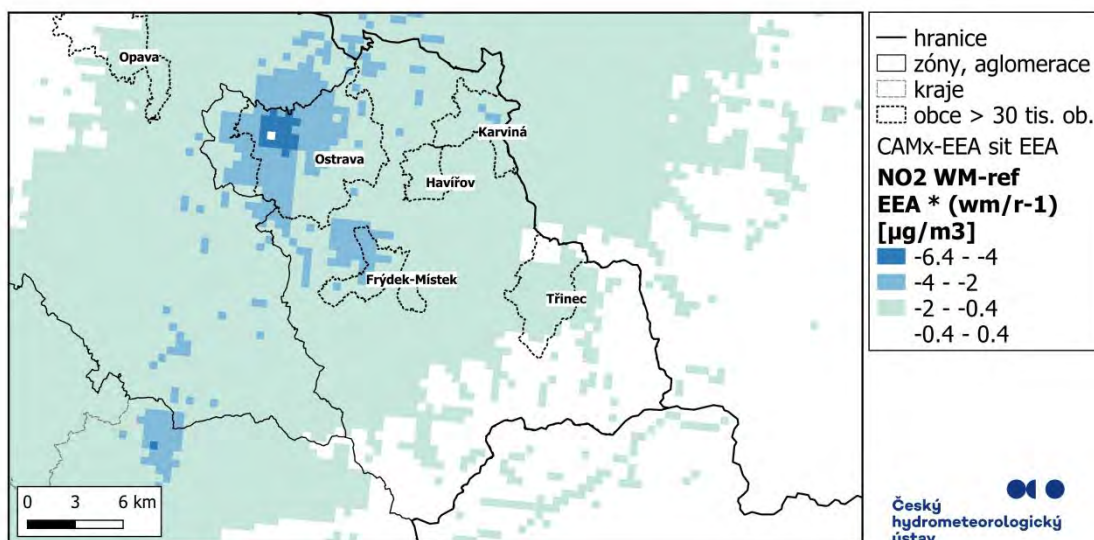 Opava
Ostrava
Karviná
Havířov
Frýdek-Místek
Třinec
0 3 6 km
hranice
zóny, aglomerace
kraje
obce > 30 tis. ob.
CAMx-EEA sit EEA
NO2 WM-ref
EEA * (wm/r-1)
[µg/m3]
-6.4 - -4
-4 - -2
-2 - -0.4
-0.4 - 0.4
Český
hydrometeorologický
ústav